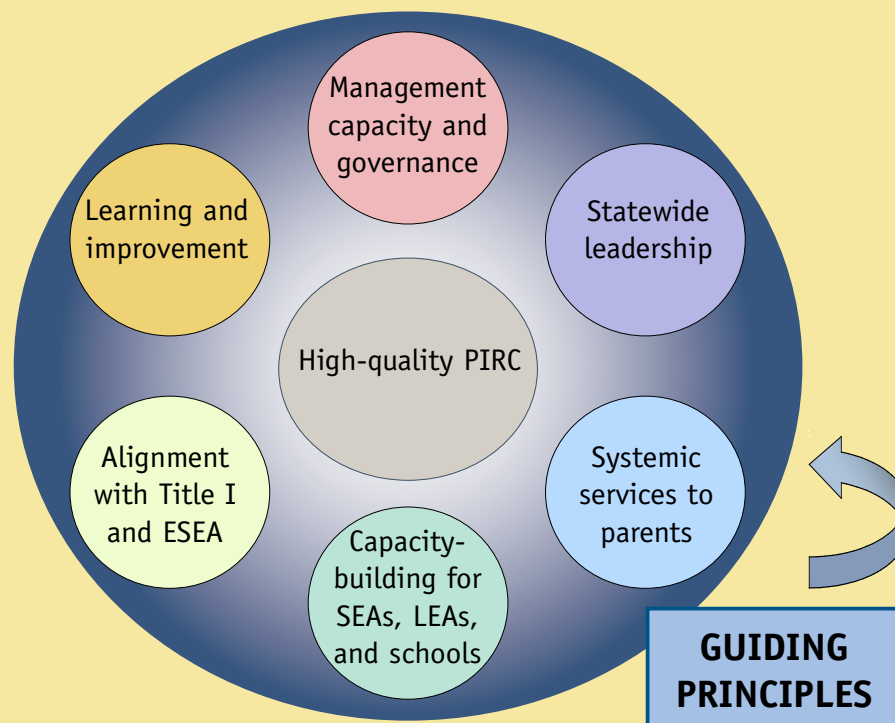 Management
capacity and
governance
Learning and
improvement
Statewide
leadership
High-quality PIRC
Alignment
with Title I
and ESEA
Systemic
services to
parents
Capacity-
building for
SEAs, LEAs,
and schools
GUIDING
PRINCIPLES